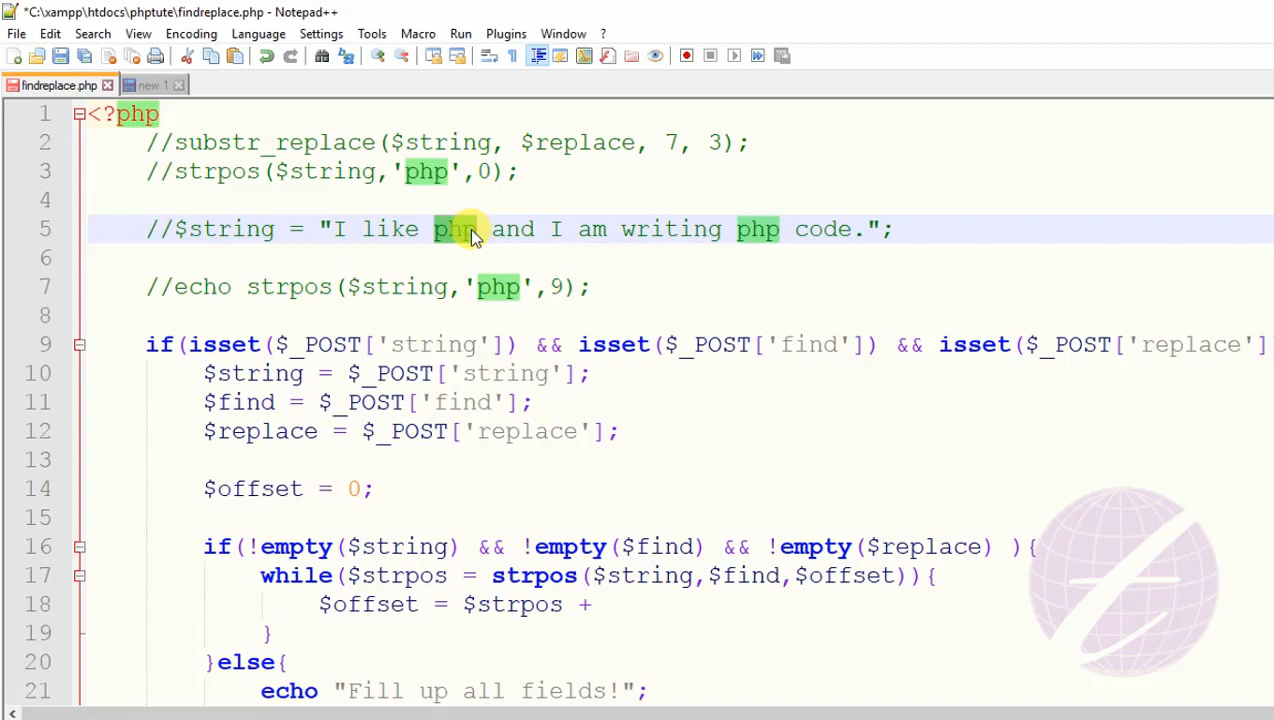 *C:\xampp\htdocs\phptute\findreplace.php - Notepad++
File Edit Search View Encoding Language Settings Tools Macro Run Plugins Window ?
findreplace.php new 1
1 <?php
2 //substr_replace($string, $replace, 7, 3);
3 //strpos($string,'php',0);
4
5 //$string = "I like php and I am writing php code.";
6
7 //echo strpos($string,'php',9);
8
9 if(isset($_POST['string']) && isset($_POST['find']) && isset($_POST['replace']
10 $string = $_POST['string'];
11 $find = $_POST['find'];
12 $replace = $_POST['replace'];
13
14 $offset = 0;
15
16 if(!empty($string) && !empty($find) && !empty($replace) ){
17 while($strpos = strpos($string,$find,$offset)){
18 $offset = $strpos +
19 }
20 }else{
21 echo "Fill up all fields!";